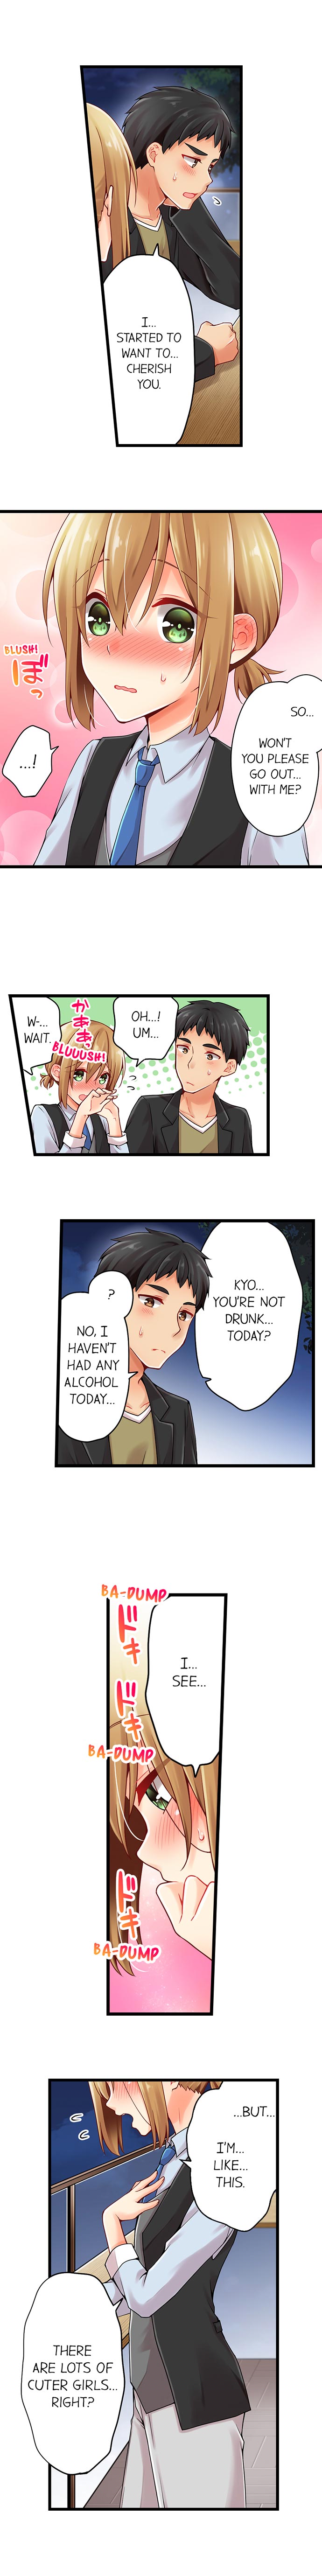 I...
STARTED TO
WANT TO...
CHERISH
YOU.
SO...
WON'T
YOU PLEASE
GO OUT...
WITH ME?
BLUSH!
ぼっ
...!
OH...!
UM...
W-...
WAIT.
かああっ
BLUUUSH!
KYO...
YOU'RE NOT
DRUNK...
TODAY?
?
NO, I
HAVEN'T
HAD ANY
ALCOHOL
TODAY...
BA-DUMP
ドキ
I...
SEE...
ドキ
BA-DUMP
ドキ
BA-DUMP
...BUT...
I'M...
LIKE...
THIS.
THERE
ARE LOTS OF
CUTER GIRLS...
RIGHT?